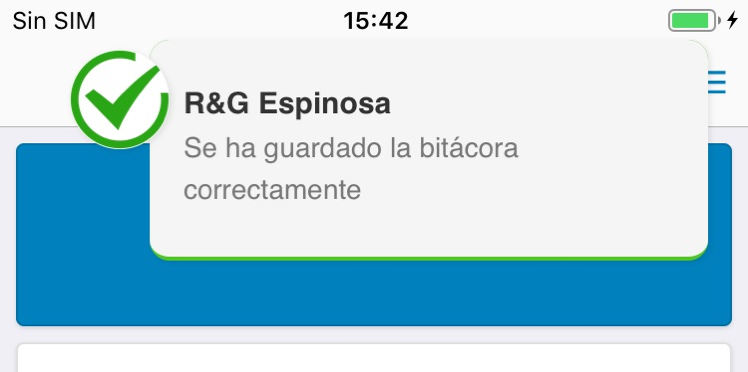 Sin SIM 15:42
R&G Espinosa
Se ha guardado la bitácora
correctamente